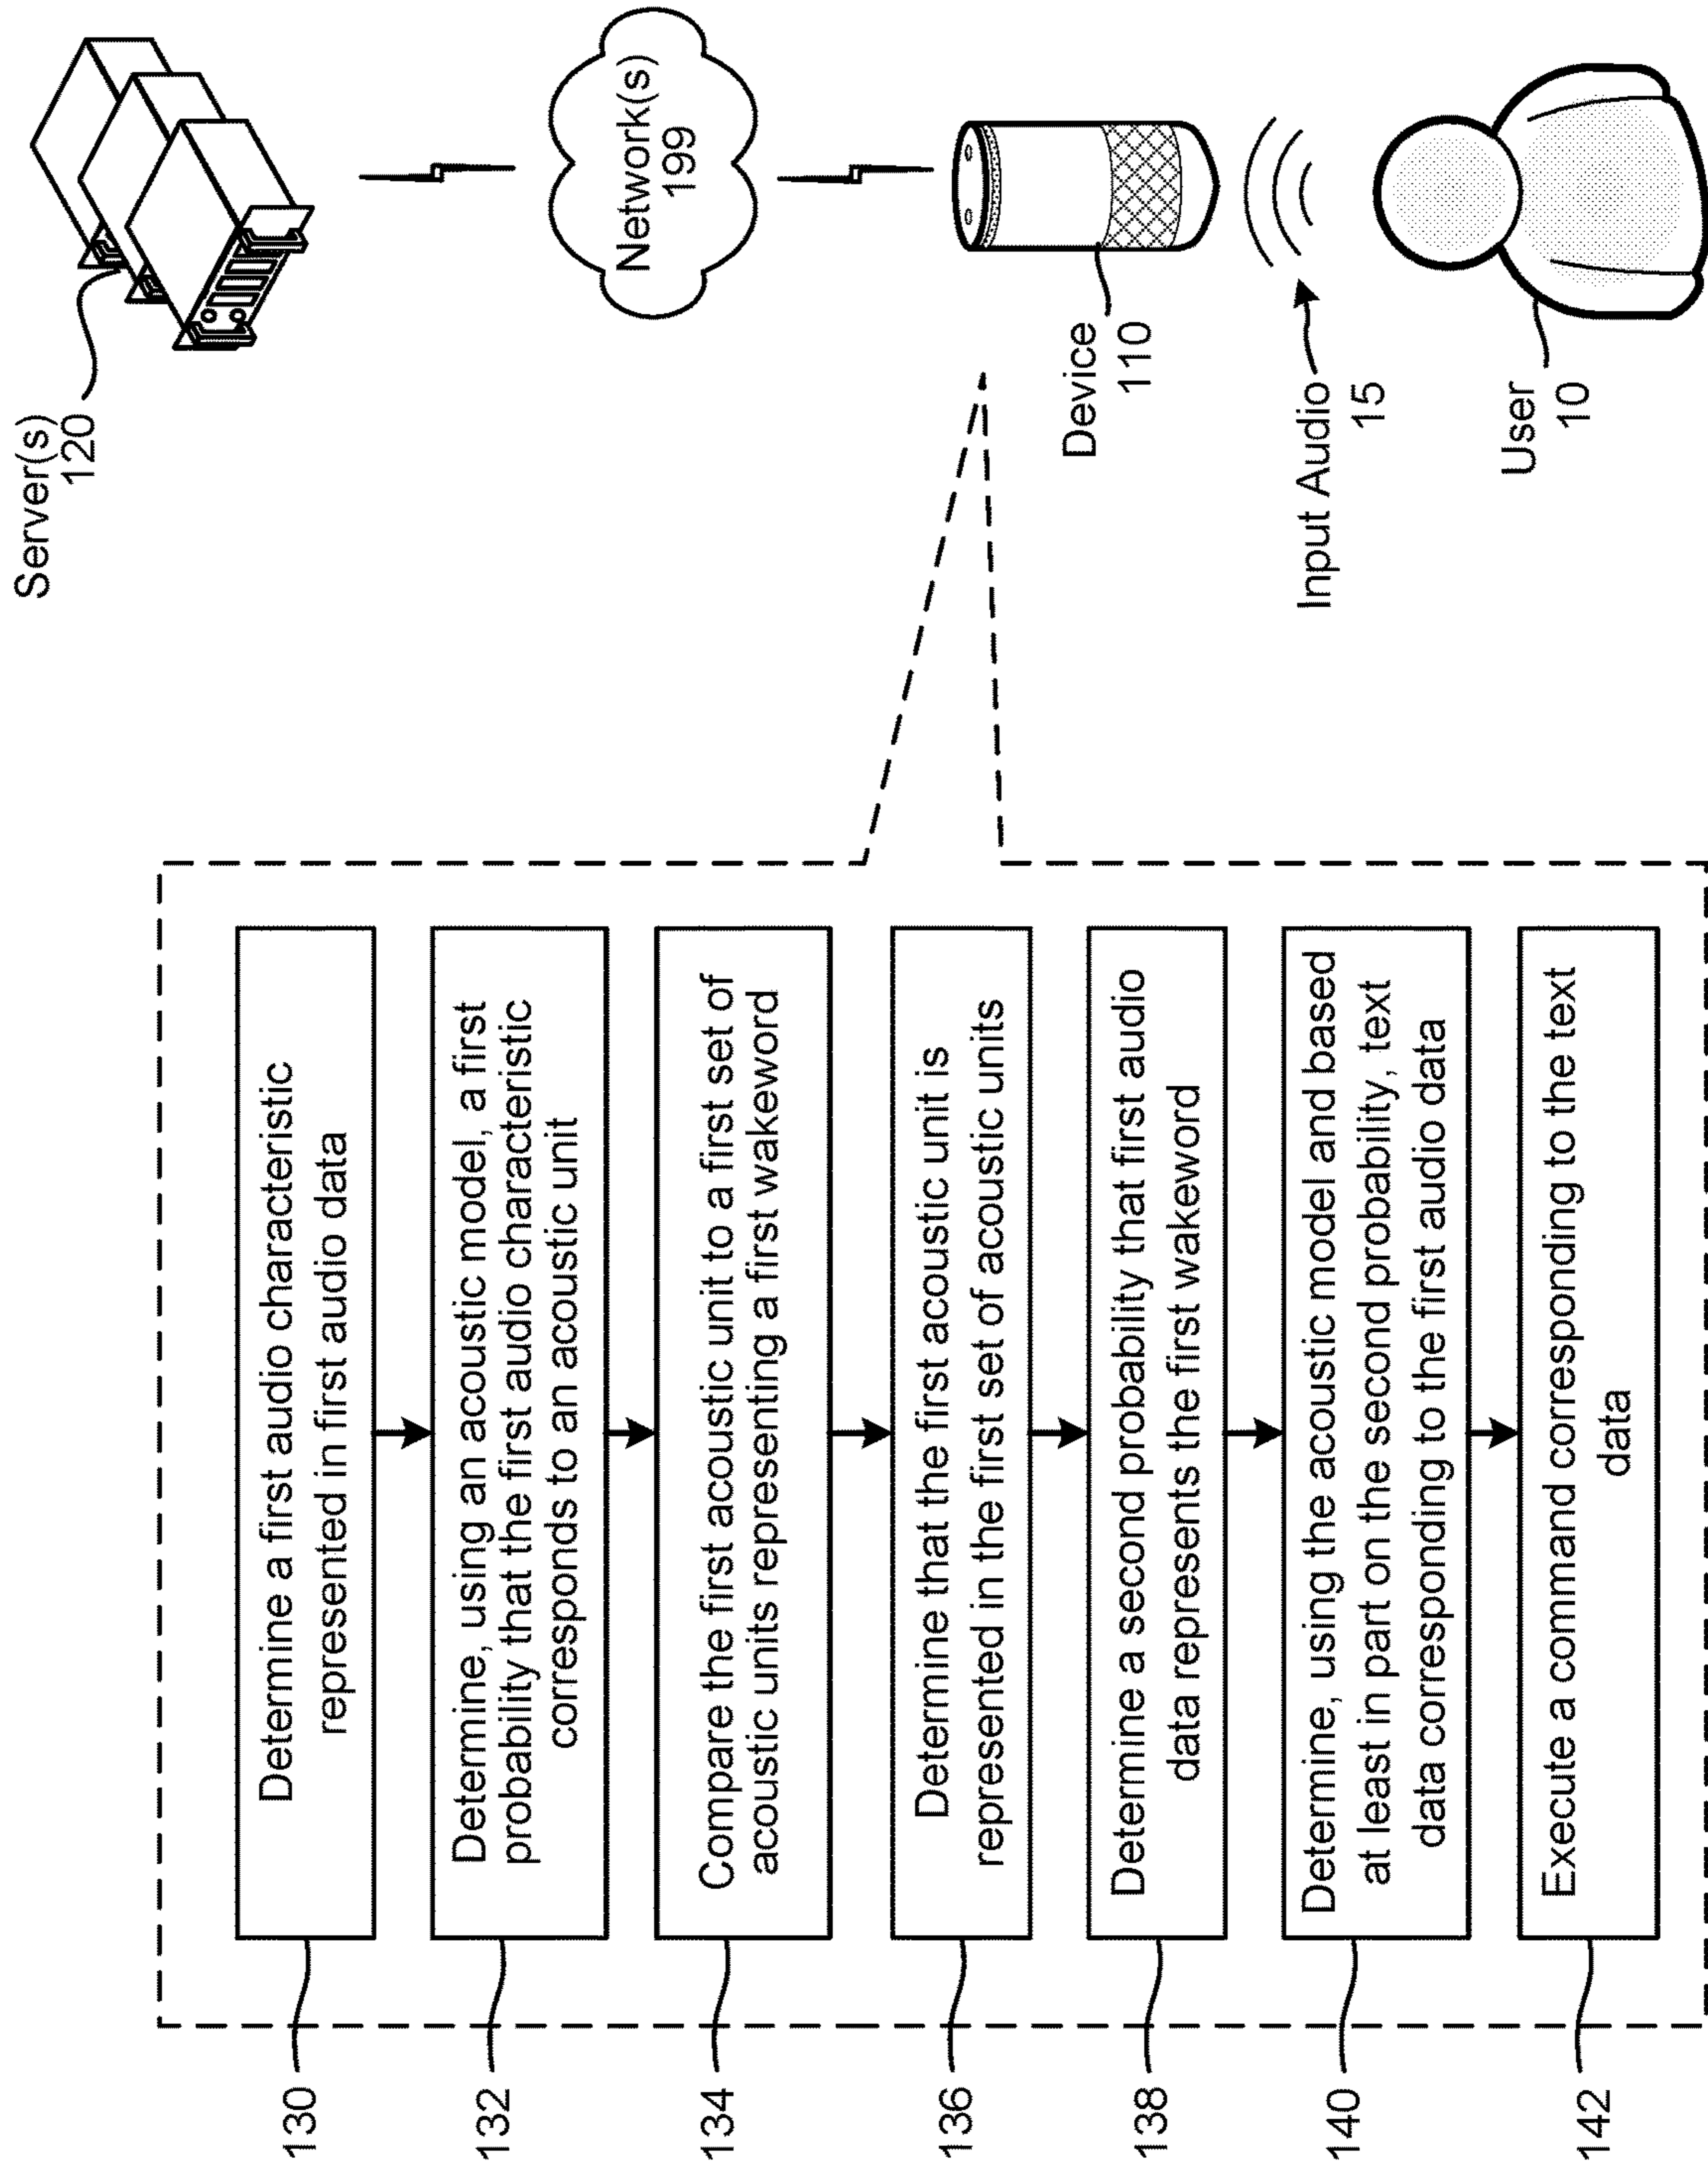 130
Determine a first audio characteristic
represented in first audio data
132
Determine, using an acoustic model, a first
probability that the first audio characteristic
corresponds to an acoustic unit
134
Compare the first acoustic unit to a first set of
acoustic units representing a first wakeword
136
Determine that the first acoustic unit is
represented in the first set of acoustic units
138
Determine a second probability that first audio
data represents the first wakeword
140
Determine, using the acoustic model and based
at least in part on the second probability, text
data corresponding to the first audio data
142
Execute a command corresponding to the text
data
Server(s)
120
Network(s)
199
Device
110
Input Audio
15
User
10